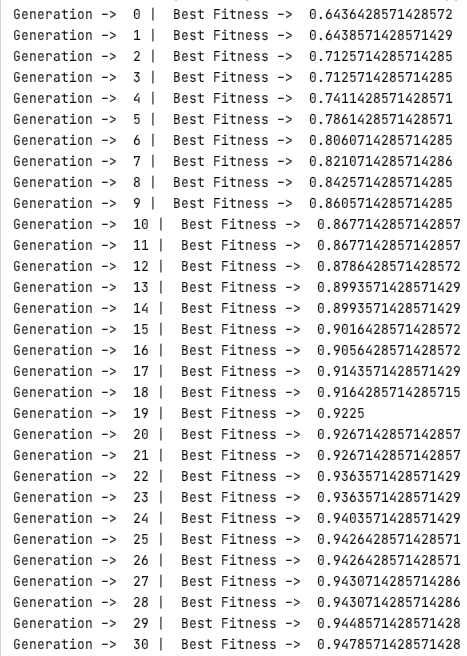 Generation -> 0 | Best Fitness -> 0.6436428571428572
Generation -> 1 | Best Fitness -> 0.6438571428571429
Generation -> 2 | Best Fitness -> 0.7125714285714285
Generation -> 3 | Best Fitness -> 0.7125714285714285
Generation -> 4 | Best Fitness -> 0.7411428571428571
Generation -> 5 | Best Fitness -> 0.7861428571428571
Generation -> 6 | Best Fitness -> 0.8060714285714285
Generation -> 7 | Best Fitness -> 0.8210714285714286
Generation -> 8 | Best Fitness -> 0.8425714285714285
Generation -> 9 | Best Fitness -> 0.8605714285714285
Generation -> 10 | Best Fitness -> 0.8677142857142857
Generation -> 11 | Best Fitness -> 0.8677142857142857
Generation -> 12 | Best Fitness -> 0.8786428571428572
Generation -> 13 | Best Fitness -> 0.8993571428571429
Generation -> 14 | Best Fitness -> 0.8993571428571429
Generation -> 15 | Best Fitness -> 0.9016428571428572
Generation -> 16 | Best Fitness -> 0.9056428571428572
Generation -> 17 | Best Fitness -> 0.9143571428571429
Generation -> 18 | Best Fitness -> 0.9164285714285715
Generation -> 19 | Best Fitness -> 0.9225
Generation -> 20 | Best Fitness -> 0.9267142857142857
Generation -> 21 | Best Fitness -> 0.9267142857142857
Generation -> 22 | Best Fitness -> 0.9363571428571429
Generation -> 23 | Best Fitness -> 0.9363571428571429
Generation -> 24 | Best Fitness -> 0.9403571428571429
Generation -> 25 | Best Fitness -> 0.9426428571428571
Generation -> 26 | Best Fitness -> 0.9426428571428571
Generation -> 27 | Best Fitness -> 0.9430714285714286
Generation -> 28 | Best Fitness -> 0.9430714285714286
Generation -> 29 | Best Fitness -> 0.9448571428571428
Generation -> 30 | Best Fitness -> 0.9478571428571428